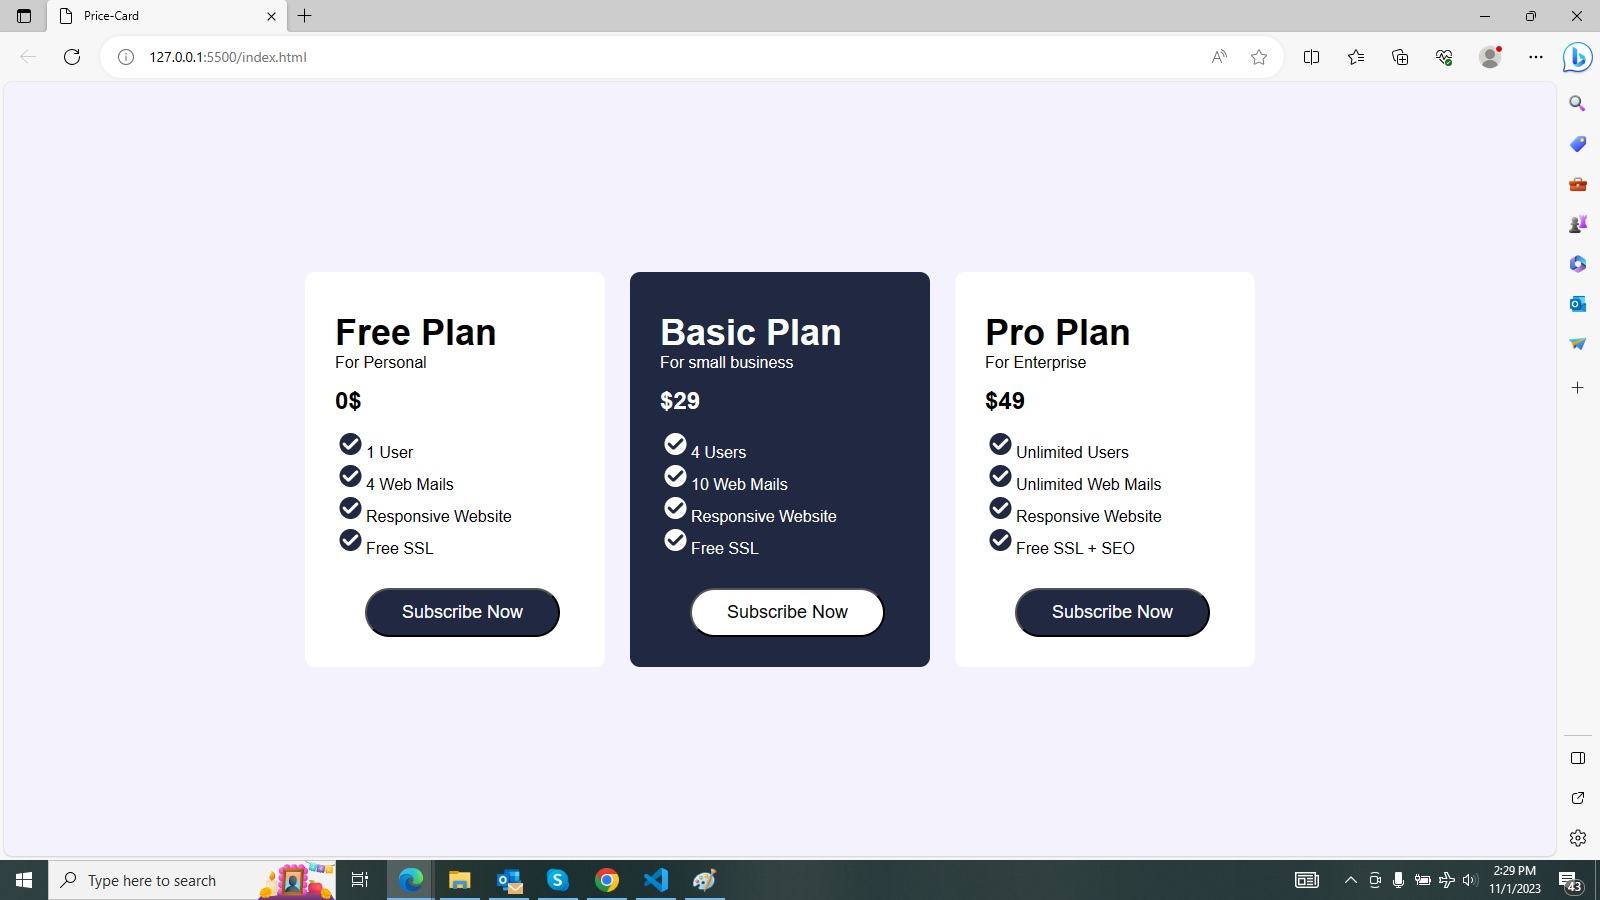 Price-Card
127.0.0.1:5500/index.html
Free Plan
For Personal
0$
1 User
4 Web Mails
Responsive Website
Free SSL
Subscribe Now
Basic Plan
For small business
$29
4 Users
10 Web Mails
Responsive Website
Free SSL
Subscribe Now
Pro Plan
For Enterprise
$49
Unlimited Users
Unlimited Web Mails
Responsive Website
Free SSL + SEO
Subscribe Now
Type here to search
2:29 PM
11/1/2023
43